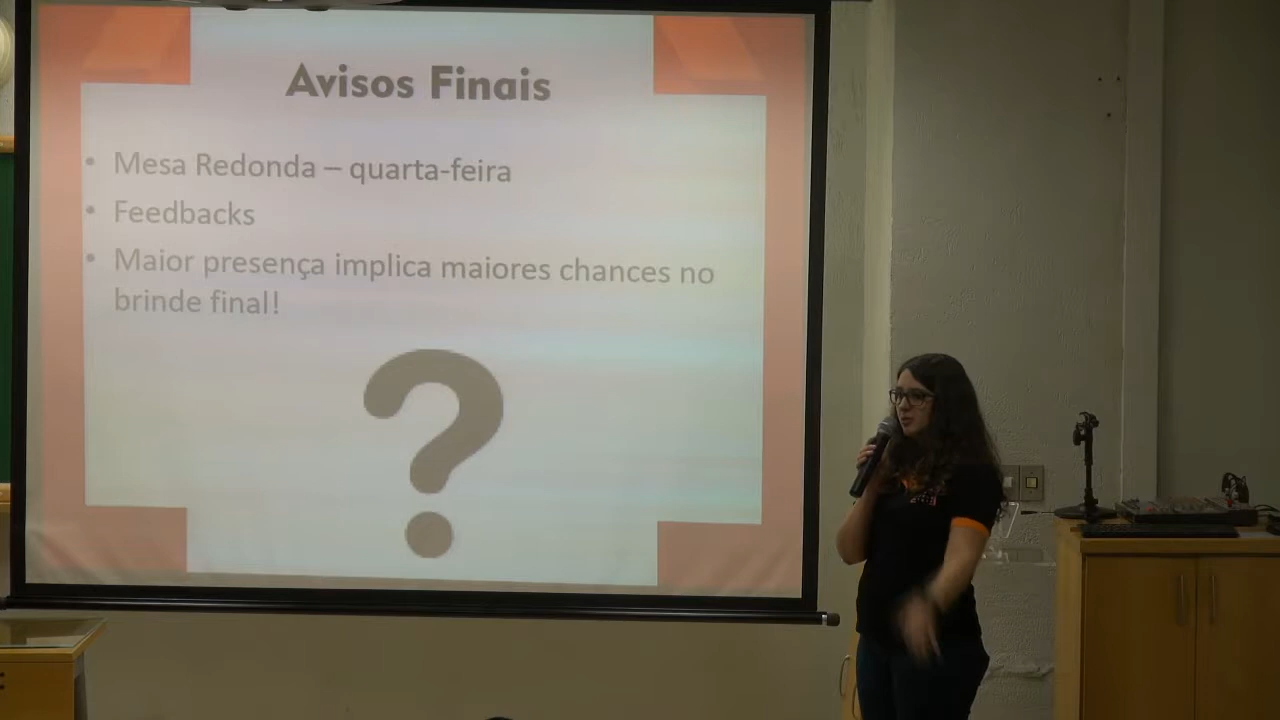 Avisos Finais
• Mesa Redonda – quarta-feira
• Feedbacks
• Maior presença implica maiores chances no
brinde final!
?